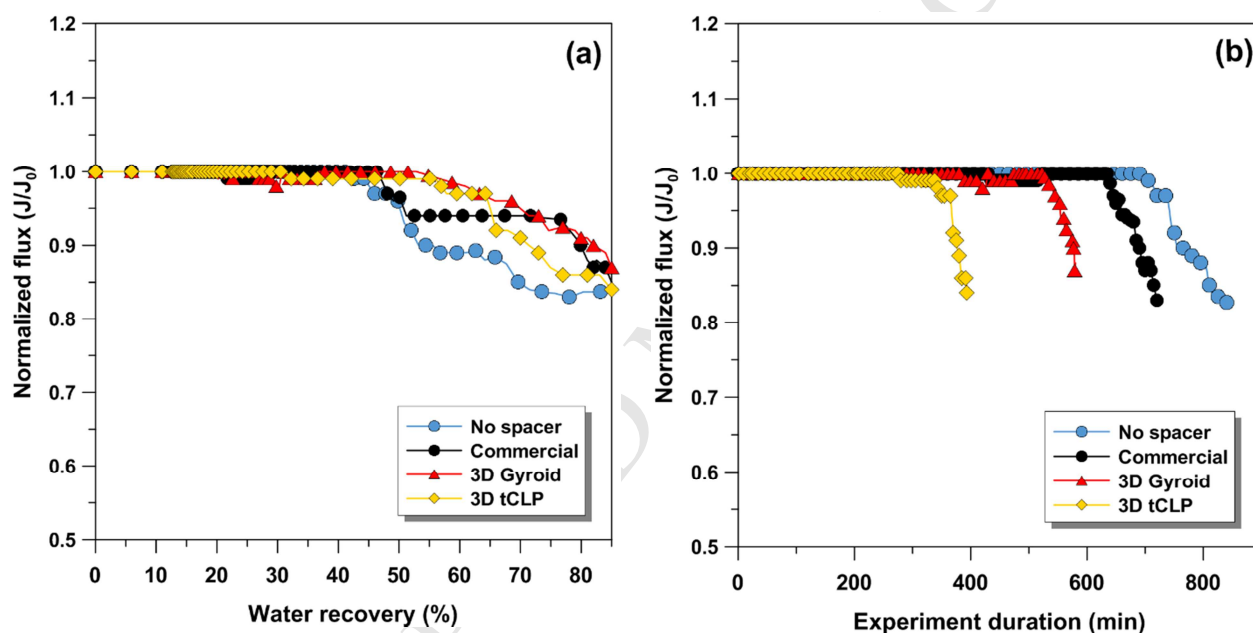 (a)
1.2
1.1
1.0
0.9
0.8
0.7
0.6
0.5
Normalized flux (J/J₀)
No spacer
Commercial
3D Gyroid
3D tCLP
0 10 20 30 40 50 60 70 80
Water recovery (%)
(b)
1.2
1.1
1.0
0.9
0.8
0.7
0.6
0.5
Normalized flux (J/J₀)
No spacer
Commercial
3D Gyroid
3D tCLP
0 200 400 600 800
Experiment duration (min)